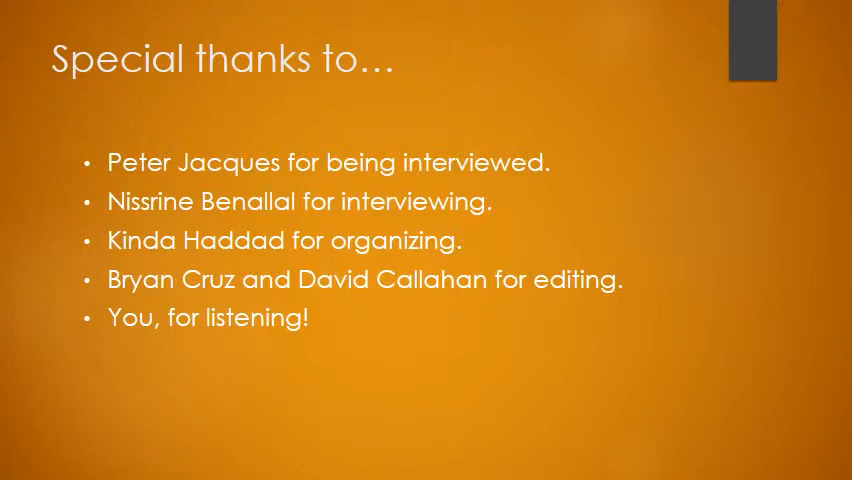 Special thanks to…
• Peter Jacques for being interviewed.
• Nissrine Benallal for interviewing.
• Kinda Haddad for organizing.
• Bryan Cruz and David Callahan for editing.
• You, for listening!